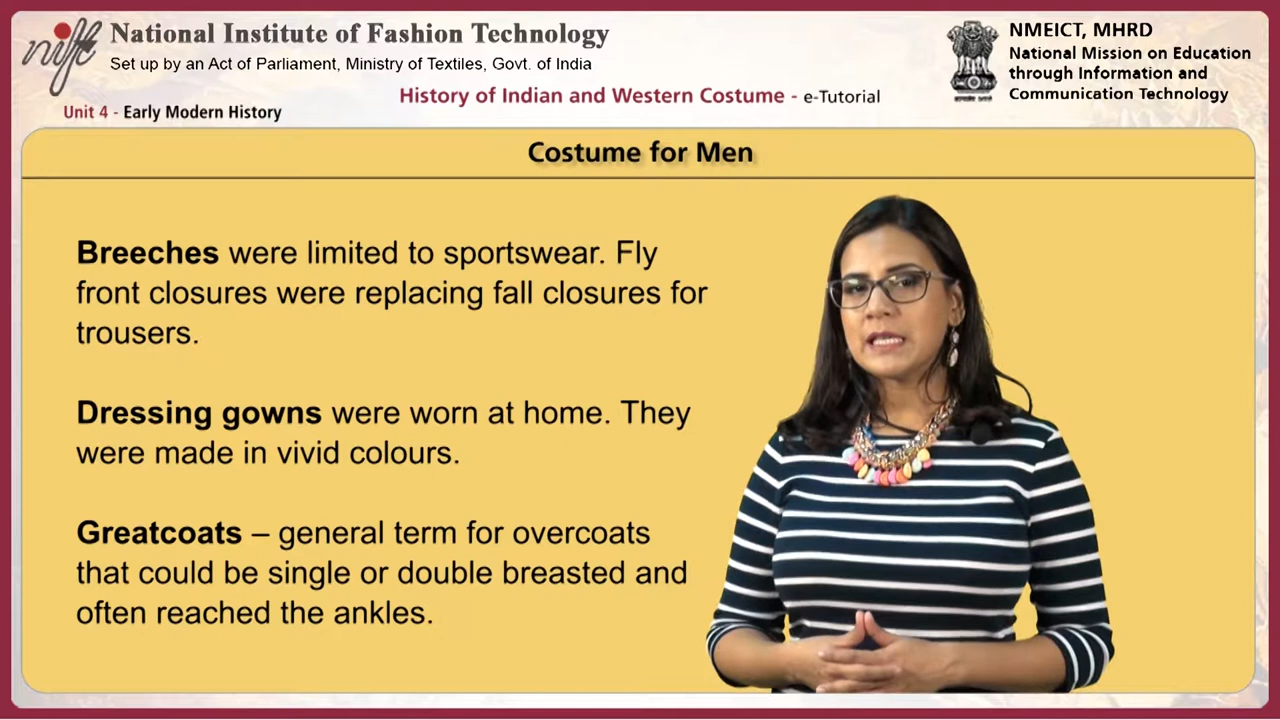 nift
National Institute of Fashion Technology
Set up by an Act of Parliament, Ministry of Textiles, Govt. of India
NMEICT, MHRD
National Mission on Education
through Information and
Communication Technology
History of Indian and Western Costume - e-Tutorial
Unit 4 - Early Modern History
Costume for Men
Breeches were limited to sportswear. Fly
front closures were replacing fall closures for
trousers.
Dressing gowns were worn at home. They
were made in vivid colours.
Greatcoats – general term for overcoats
that could be single or double breasted and
often reached the ankles.